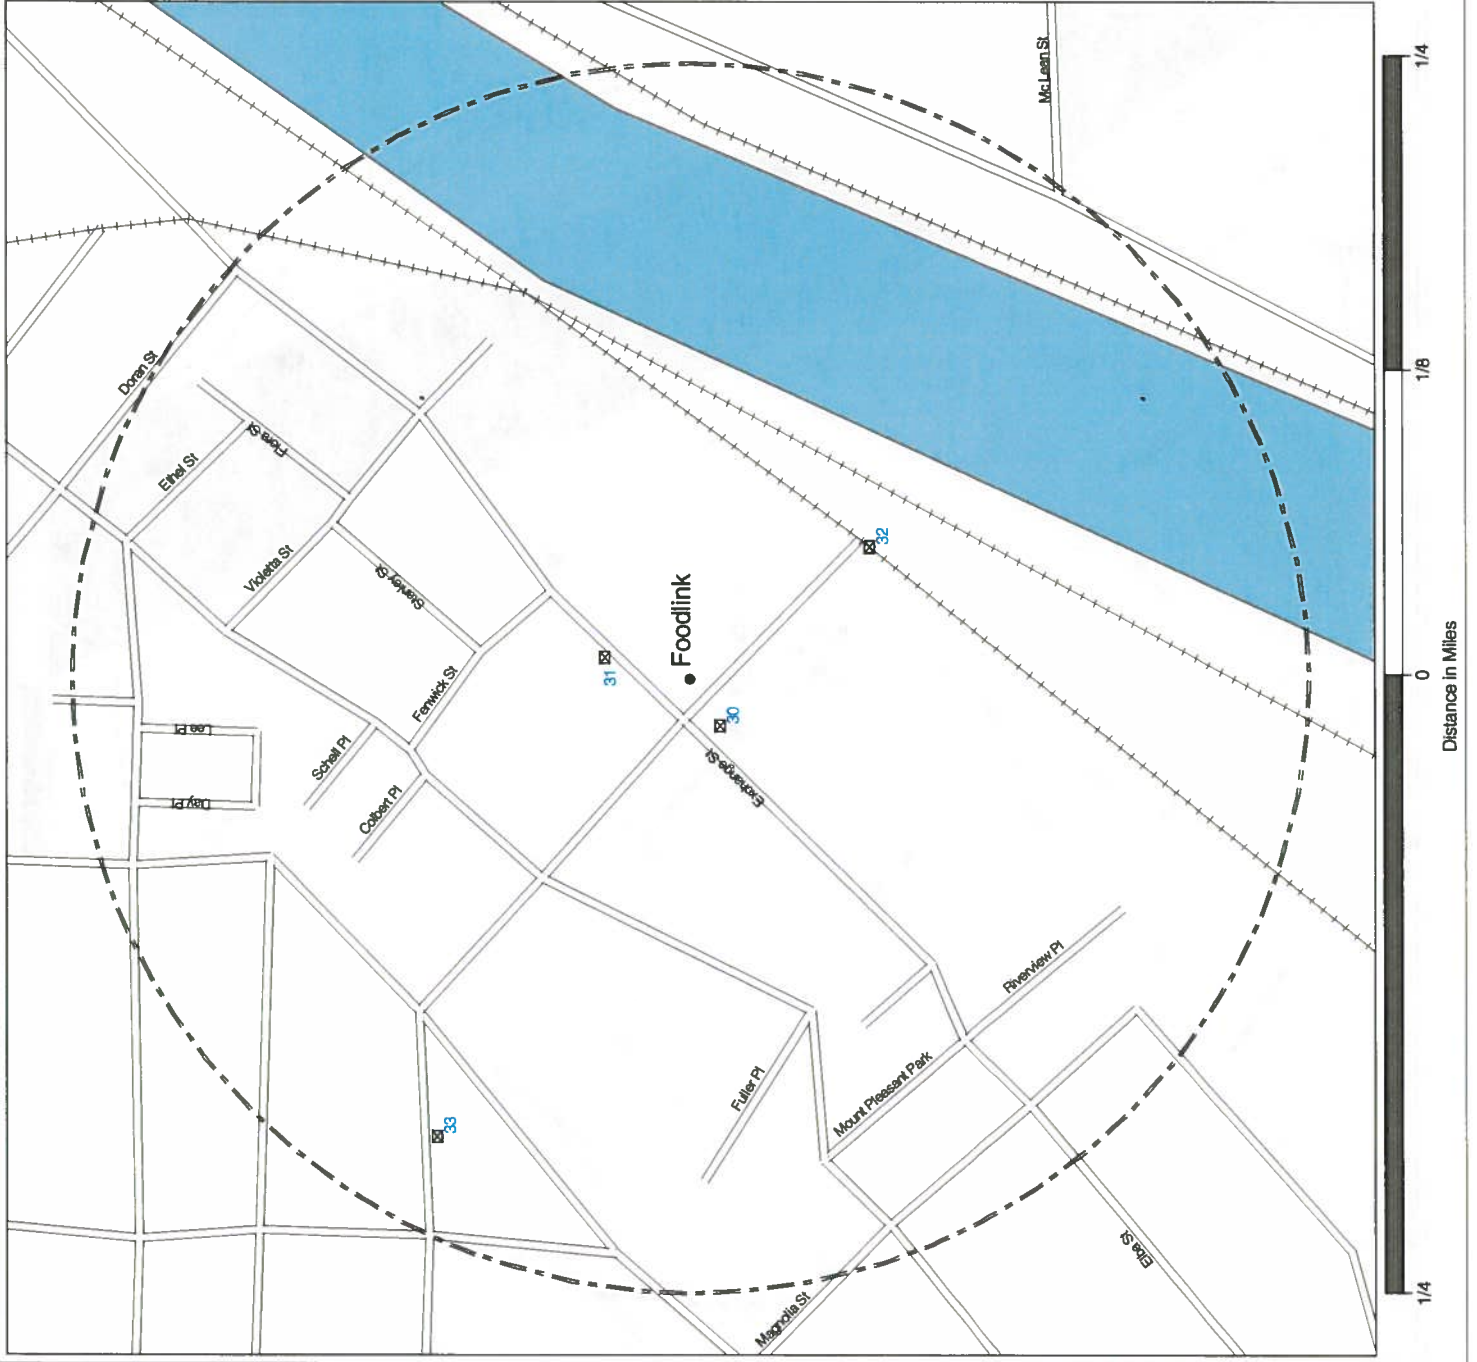 Mc Lean St
Doran St
Ethel St
Flora St
Violetta St
Stanley St
Fenwick St
Lee Pl
Day Pl
Schell Pl
Colbert Pl
Foodlink
30
31
32
33
Exchange St
Riverview Pl
Mount Pleasant Park
Fuller Pl
Magnolia St
Elba St
1/4
1/8
0
1/4
Distance in Miles